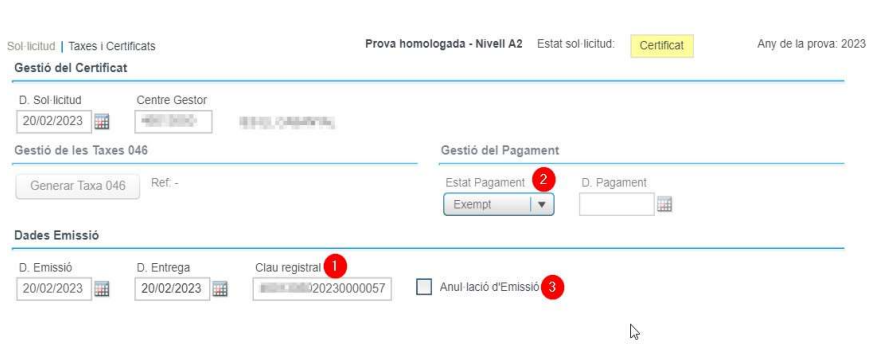 Sol·licitud | Taxes i Certificats Prova homologada - Nivell A2 Estat sol·licitud: Certificat Any de la prova: 2023
Gestió del Certificat
D. Sol·licitud Centre Gestor
20/02/2023
Gestió de les Taxes 046 Gestió del Pagament
Generar Taxa 046 Ref: - Estat Pagament 2 D. Pagament
Exempt
Dades Emissió
D. Emissió D. Entrega Clau registral 1
20/02/2023 20/02/2023 20230000057 Anul·lació d'Emissió 3